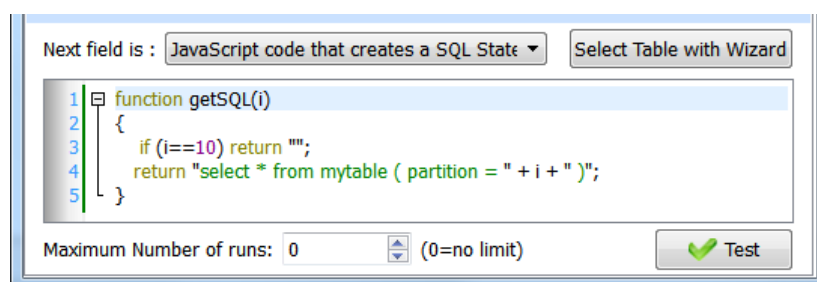 Next field is : JavaScript code that creates a SQL State Select Table with Wizard
1 function getSQL(i)
2 {
3 if (i==10) return "";
4 return "select * from mytable ( partition = " + i + " )";
5 }
Maximum Number of runs: 0 (0=no limit) Test